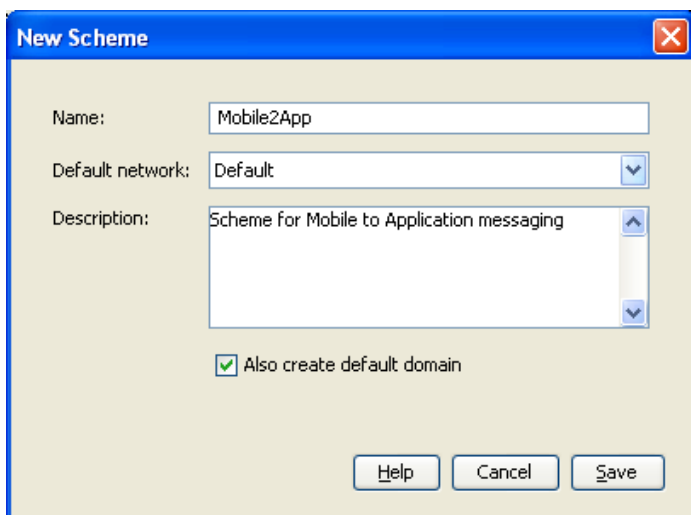 New Scheme
Name: Mobile2App
Default network: Default
Description: Scheme for Mobile to Application messaging
Also create default domain
Help Cancel Save